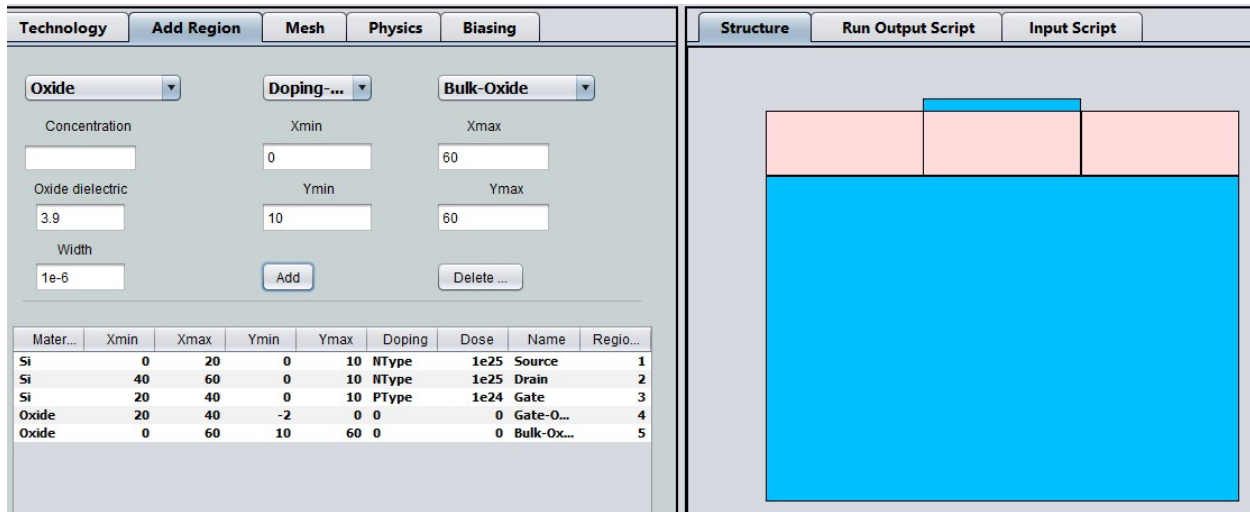 Technology Add Region Mesh Physics Biasing Structure Run Output Script Input Script
Oxide Doping-... Bulk-Oxide
Concentration Xmin Xmax
0 60
Oxide dielectric Ymin Ymax
3.9 10 60
Width
1e-6 Add Delete ...
Mater... Xmin Xmax Ymin Ymax Doping Dose Name Regio...
Si 0 20 0 10 NType 1e25 Source 1
Si 40 60 0 10 NType 1e25 Drain 2
Si 20 40 0 10 PType 1e24 Gate 3
Oxide 20 40 -2 0 0 0 Gate-O... 4
Oxide 0 60 10 60 0 0 Bulk-Ox... 5